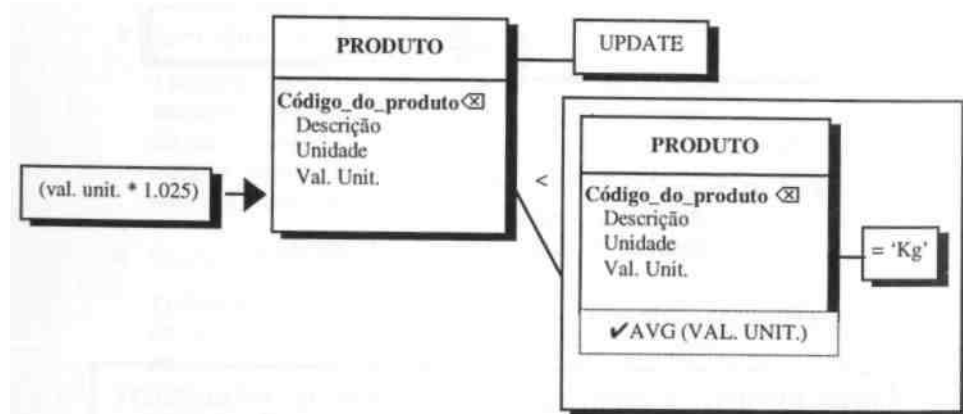 PRODUTO
UPDATE
Código_do_produto
Descrição
Unidade
Val. Unit.
(val. unit. * 1.025)
<
PRODUTO
Código_do_produto
Descrição
Unidade
Val. Unit.
= ‘Kg’
✔AVG (VAL. UNIT.)